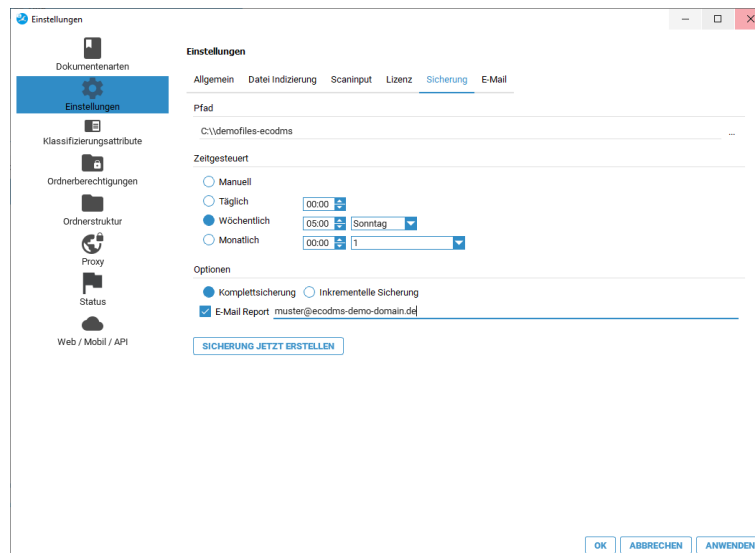 Einstellungen
Dokumentenarten
Einstellungen
Klassifizierungsattribute
Ordnerberechtigungen
Ordnerstruktur
Proxy
Status
Web / Mobil / API
Einstellungen
Allgemein Datei Indizierung Scaninput Lizenz Sicherung E-Mail
Pfad
C:\\demofiles-ecodms ...
Zeitgesteuert
Manuell
Täglich 00:00
Wöchentlich 05:00 Sonntag
Monatlich 00:00 1
Optionen
Komplettsicherung Inkrementelle Sicherung
E-Mail Report muster@ecodms-demo-domain.de
SICHERUNG JETZT ERSTELLEN
OK ABBRECHEN ANWENDEN